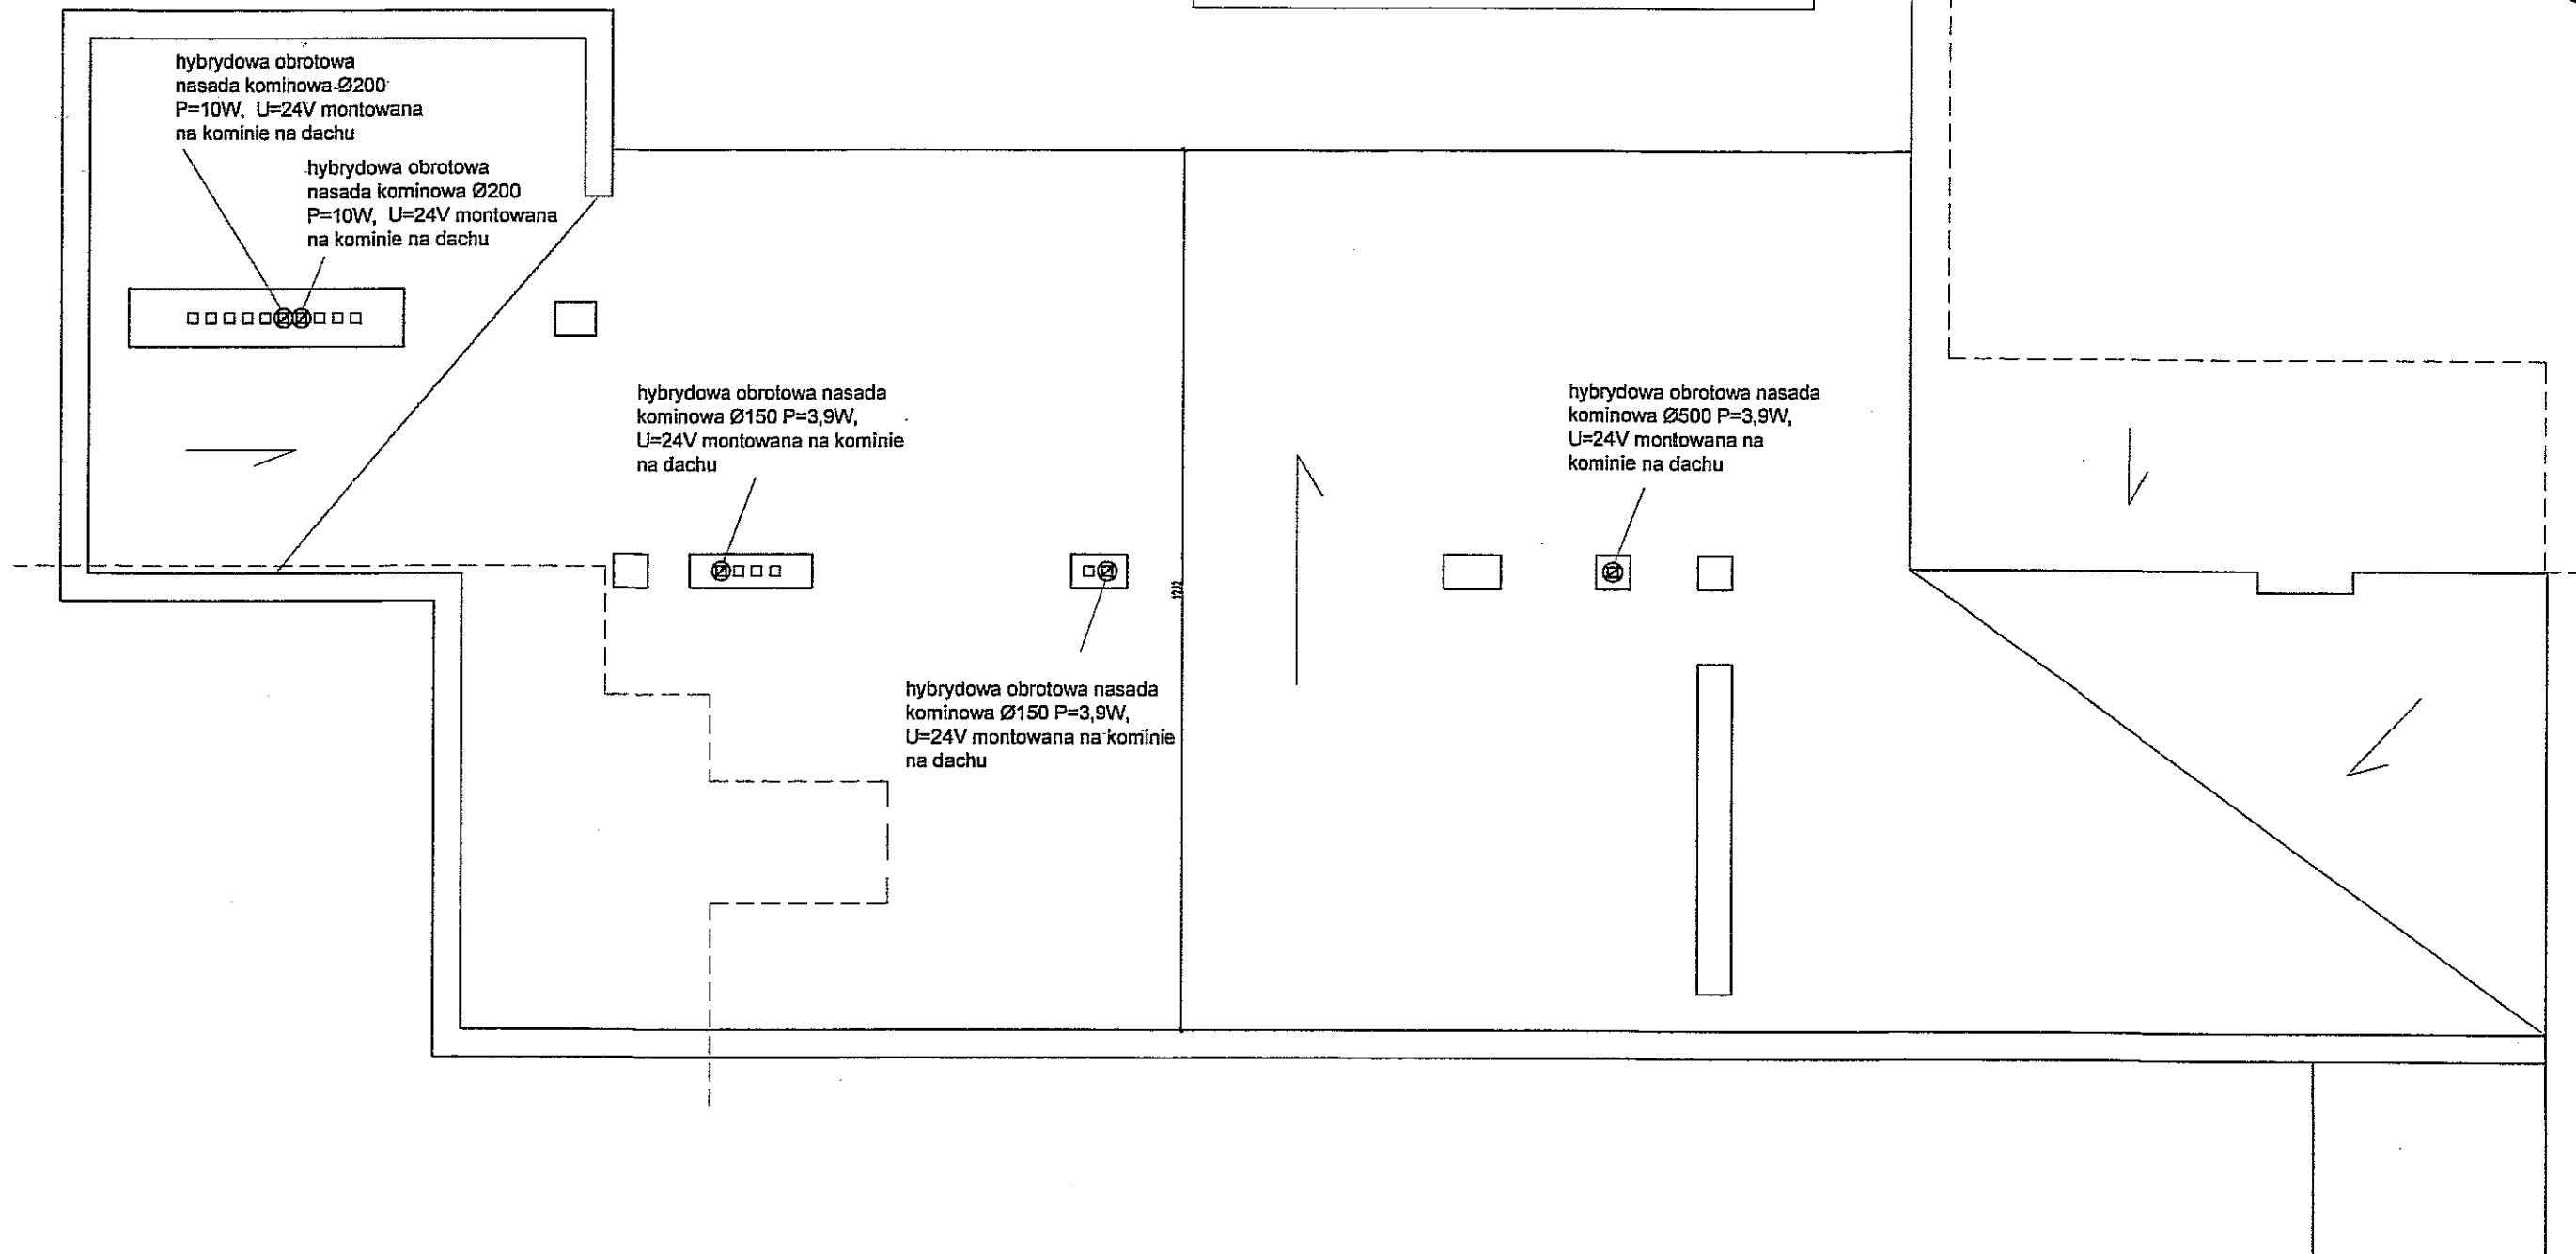 hybrydowa obrotowa
nasada kominowa Ø200
P=10W, U=24V montowana
na kominie na dachu
hybrydowa obrotowa
nasada kominowa Ø200
P=10W, U=24V montowana
na kominie na dachu
hybrydowa obrotowa nasada
kominowa Ø150 P=3,9W,
U=24V montowana na kominie
na dachu
hybrydowa obrotowa nasada
kominowa Ø500 P=3,9W,
U=24V montowana na
kominie na dachu
1232
hybrydowa obrotowa nasada
kominowa Ø150 P=3,9W,
U=24V montowana na kominie
na dachu